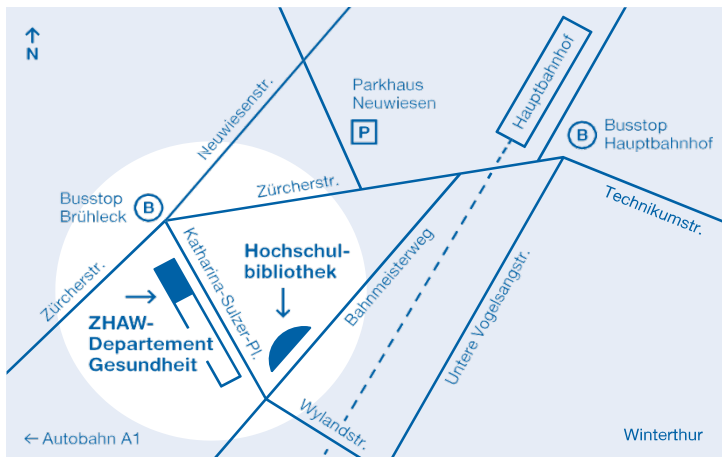 N
Neuwiesenstr.
Parkhaus
Neuwiesen
P
Hauptbahnhof
B
Busstop
Hauptbahnhof
Busstop
Brühleck
B
Zürcherstr.
Technikumstr.
Zürcherstr.
Katharina-Sulzer-Pl.
Hochschul-
bibliothek
Bahnmeisterweg
Untere Vogelsangstr.
ZHAW-
Departement
Gesundheit
Wylandstr.
← Autobahn A1
Winterthur